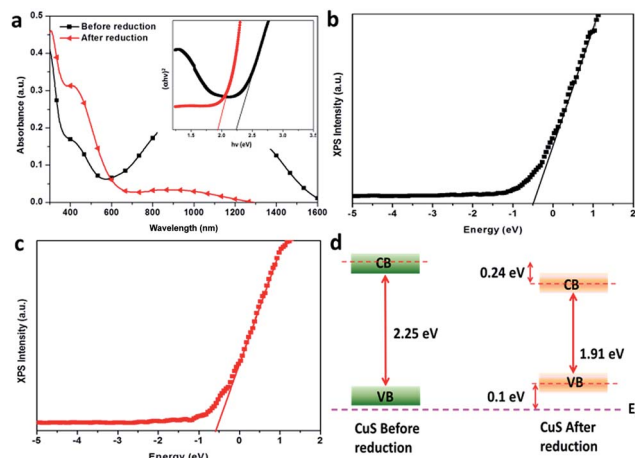 a
Before reduction
After reduction
(αhν)²
hν (eV)
1.5 2.0 2.5 3.0 3.5
Absorbance (a.u.)
0.5
0.4
0.3
0.2
0.1
0.0
400 600 800 1000 1200 1400 1600
Wavelength (nm)
b
XPS Intensity (a.u.)
-5 -4 -3 -2 -1 0 1 2
Energy (eV)
c
XPS Intensity (a.u.)
-5 -4 -3 -2 -1 0 1 2
Energy (eV)
d
CB
0.24 eV
CB
2.25 eV
1.91 eV
VB
VB
0.1 eV
E
CuS Before
reduction
CuS After
reduction